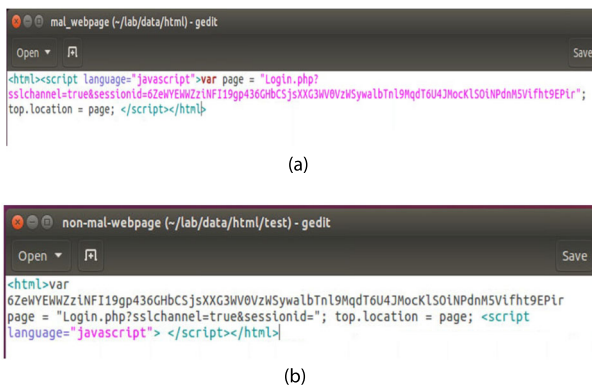 mal_webpage (~/lab/data/html) - gedit
Open
Save
<html><script language="javascript">var page = "Login.php?
sslchannel=true&sessionid=6ZeWYEWWZziNFI19gp436GHbCSjsXXG3WV0VzWSywalbTnl9MqdT6U4JMocKlSOiNPdnM5Vifht9EPir";
top.location = page; </script></html>
(a)
non-mal-webpage (~/lab/data/html/test) - gedit
Open
Save
<html>var
6ZeWYEWWZziNFI19gp436GHbCSjsXXG3WV0VzWSywalbTnl9MqdT6U4JMocKlSOiNPdnM5Vifht9EPir
page = "Login.php?sslchannel=true&sessionid="; top.location = page; <script
language="javascript"> </script></html>
(b)